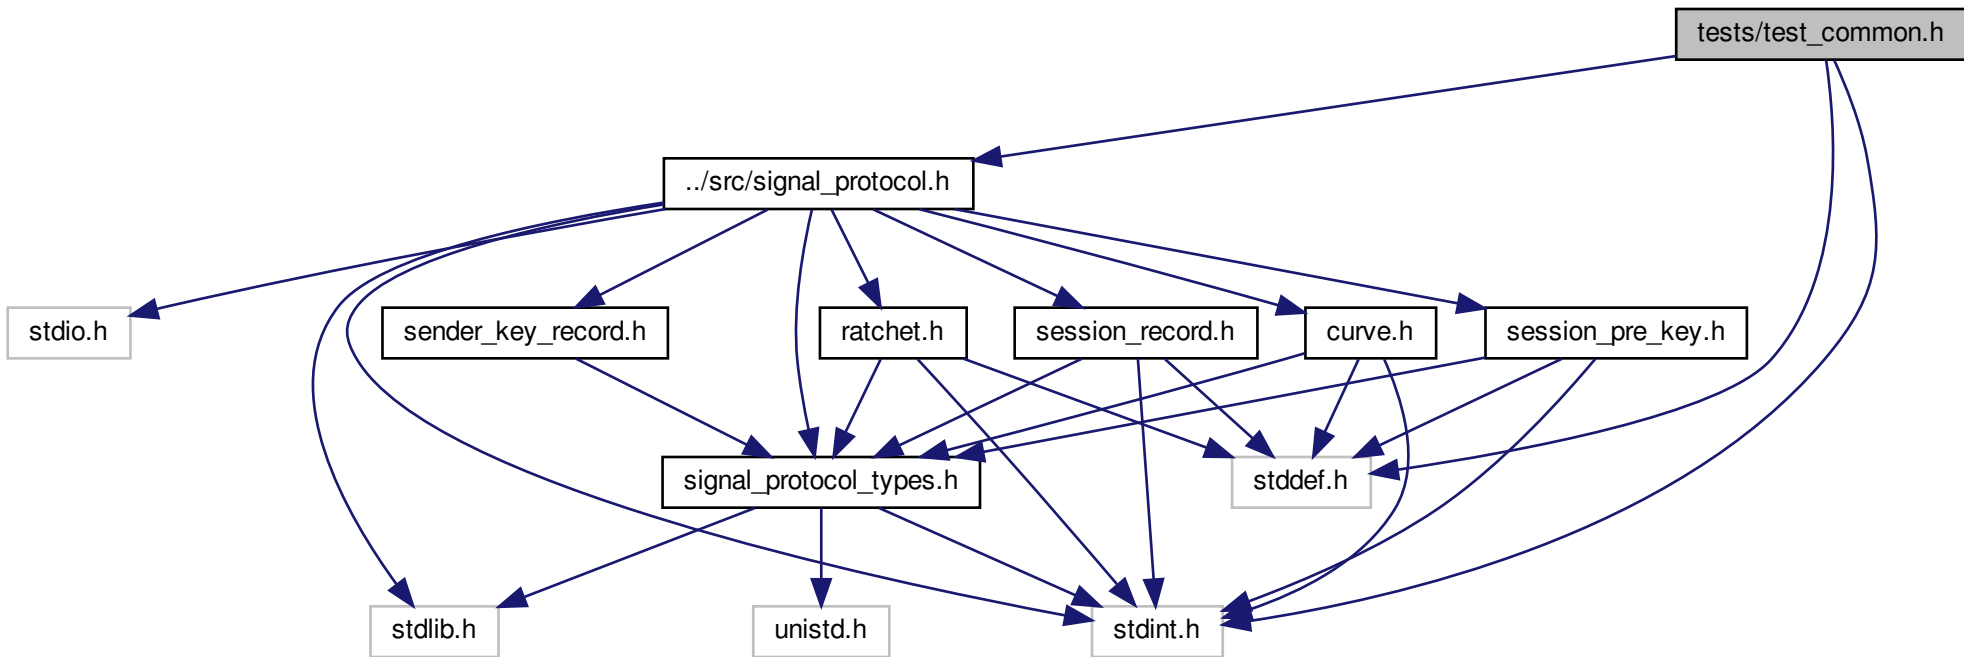 tests/test_common.h
../src/signal_protocol.h
stdio.h
sender_key_record.h
ratchet.h
session_record.h
curve.h
session_pre_key.h
signal_protocol_types.h
stddef.h
stdlib.h
unistd.h
stdint.h